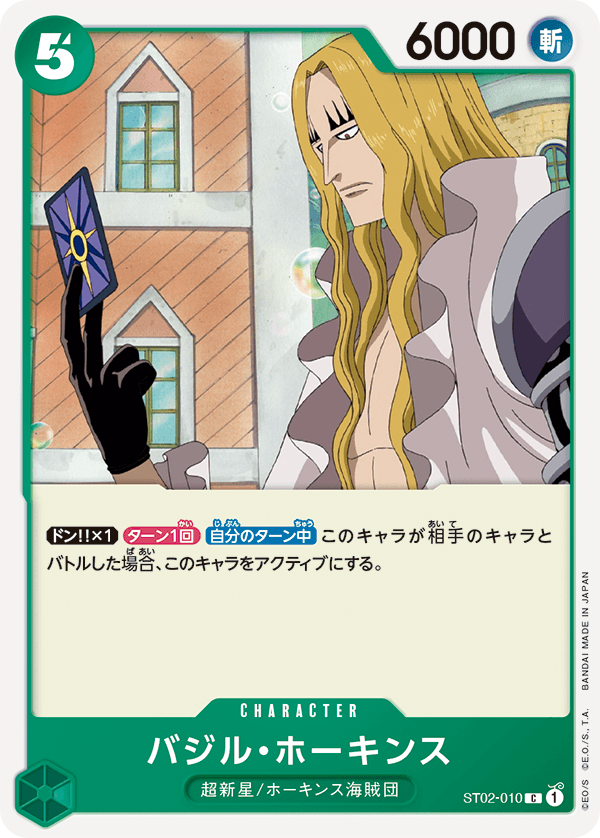 5
6000
斬
ドン!!×1 ターン1回 自分のターン中 このキャラが相手のキャラと
バトルした場合、このキャラをアクティブにする。
CHARACTER
バジル・ホーキンス
超新星/ホーキンス海賊団
ST02-010 C 1
©EO/S ©E.O./S., T.A. BANDAI MADE IN JAPAN